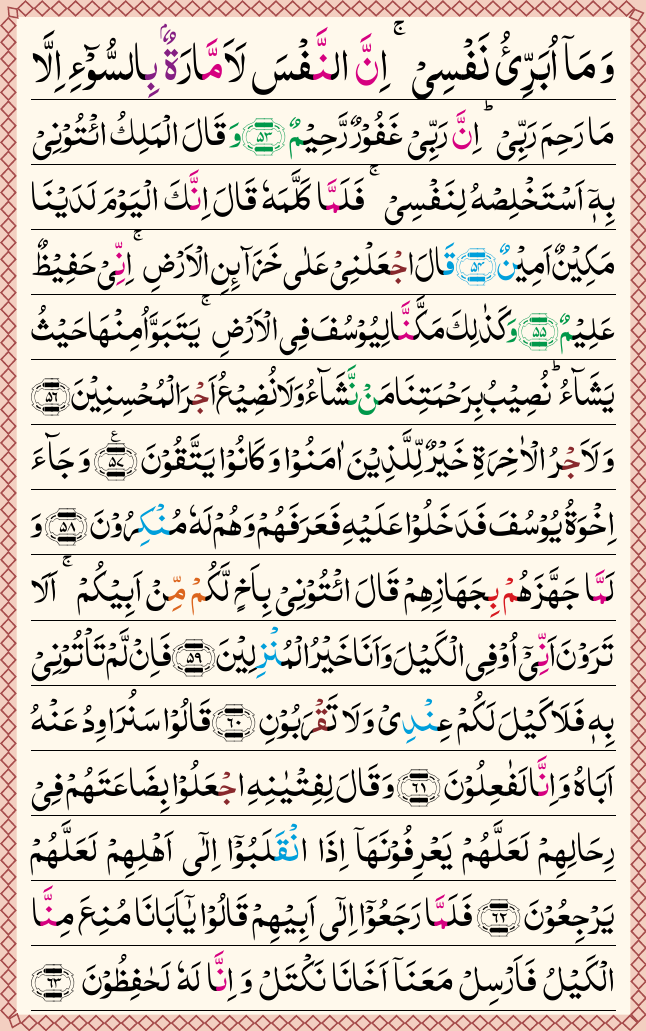 وَمَاۤ اُبَرِّئُ نَفْسِیْ ۚ اِنَّ النَّفْسَ لَاَمَّارَةٌۢ بِالسُّوْٓءِ اِلَّا
مَا رَحِمَ رَبِّیْ ؕ اِنَّ رَبِّیْ غَفُوْرٌ رَّحِیْمٌ ﴿۵۳﴾ وَقَالَ الْمَلِكُ ائْتُوْنِیْ
بِهٖۤ اَسْتَخْلِصْهُ لِنَفْسِیْ ۚ فَلَمَّا كَلَّمَهٗ قَالَ اِنَّكَ الْیَوْمَ لَدَیْنَا
مَكِیْنٌ اَمِیْنٌ ﴿۵۴﴾ قَالَ اجْعَلْنِیْ عَلٰی خَزَآىِٕنِ الْاَرْضِ ۚ اِنِّیْ حَفِیْظٌ
عَلِیْمٌ ﴿۵۵﴾ وَكَذٰلِكَ مَكَّنَّا لِیُوْسُفَ فِی الْاَرْضِ ۚ یَتَبَوَّاُ مِنْهَا حَیْثُ
یَشَآءُ ؕ نُصِیْبُ بِرَحْمَتِنَا مَنْ نَّشَآءُ وَلَا نُضِیْعُ اَجْرَ الْمُحْسِنِیْنَ ﴿۵۶﴾
وَلَاَجْرُ الْاٰخِرَةِ خَیْرٌ لِّلَّذِیْنَ اٰمَنُوْا وَكَانُوْا یَتَّقُوْنَ ﴿۵۷﴾ ع وَجَآءَ
اِخْوَةُ یُوْسُفَ فَدَخَلُوْا عَلَیْهِ فَعَرَفَهُمْ وَهُمْ لَهٗ مُنْكِرُوْنَ ﴿۵۸﴾ وَ
لَمَّا جَهَّزَهُمْ بِجَهَازِهِمْ قَالَ ائْتُوْنِیْ بِاَخٍ لَّكُمْ مِّنْ اَبِیْكُمْ ۚ اَلَا
تَرَوْنَ اَنِّیْۤ اُوْفِی الْكَیْلَ وَاَنَا خَیْرُ الْمُنْزِلِیْنَ ﴿۵۹﴾ فَاِنْ لَّمْ تَاْتُوْنِیْ
بِهٖ فَلَا كَیْلَ لَكُمْ عِنْدِیْ وَلَا تَقْرَبُوْنِ ﴿۶۰﴾ قَالُوْا سَنُرَاوِدُ عَنْهُ
اَبَاهُ وَاِنَّا لَفٰعِلُوْنَ ﴿۶۱﴾ وَقَالَ لِفِتْیٰنِهِ اجْعَلُوْا بِضَاعَتَهُمْ فِیْ
رِحَالِهِمْ لَعَلَّهُمْ یَعْرِفُوْنَهَاۤ اِذَا انْقَلَبُوْۤا اِلٰۤی اَهْلِهِمْ لَعَلَّهُمْ
یَرْجِعُوْنَ ﴿۶۲﴾ فَلَمَّا رَجَعُوْۤا اِلٰۤی اَبِیْهِمْ قَالُوْا یٰۤاَبَانَا مُنِعَ مِنَّا
الْكَیْلُ فَاَرْسِلْ مَعَنَاۤ اَخَانَا نَكْتَلْ وَاِنَّا لَهٗ لَحٰفِظُوْنَ ﴿۶۳﴾